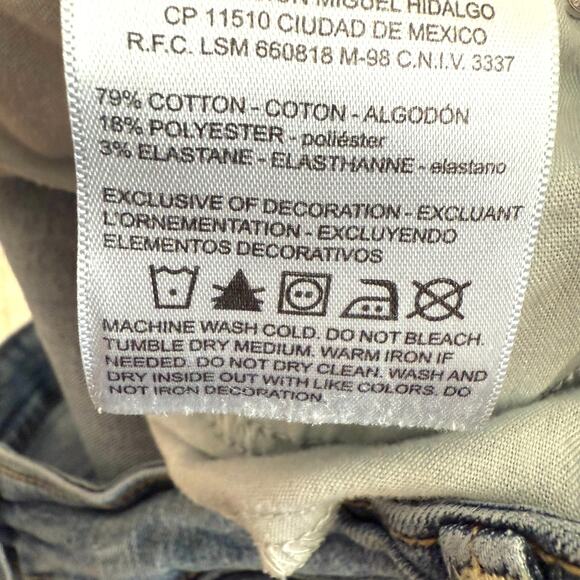 MIGUEL HIDALGO
CP 11510 CIUDAD DE MEXICO
R.F.C. LSM 660818 M-98 C.N.I.V. 3337
79% COTTON - COTON - ALGODÓN
18% POLYESTER - poliéster
3% ELASTANE - ELASTHANNE - elastano
EXCLUSIVE OF DECORATION - EXCLUANT
L'ORNEMENTATION - EXCLUYENDO
ELEMENTOS DECORATIVOS
MACHINE WASH COLD. DO NOT BLEACH.
TUMBLE DRY MEDIUM. WARM IRON IF
NEEDED. DO NOT DRY CLEAN. WASH AND
DRY INSIDE OUT WITH LIKE COLORS. DO
NOT IRON DECORATION.